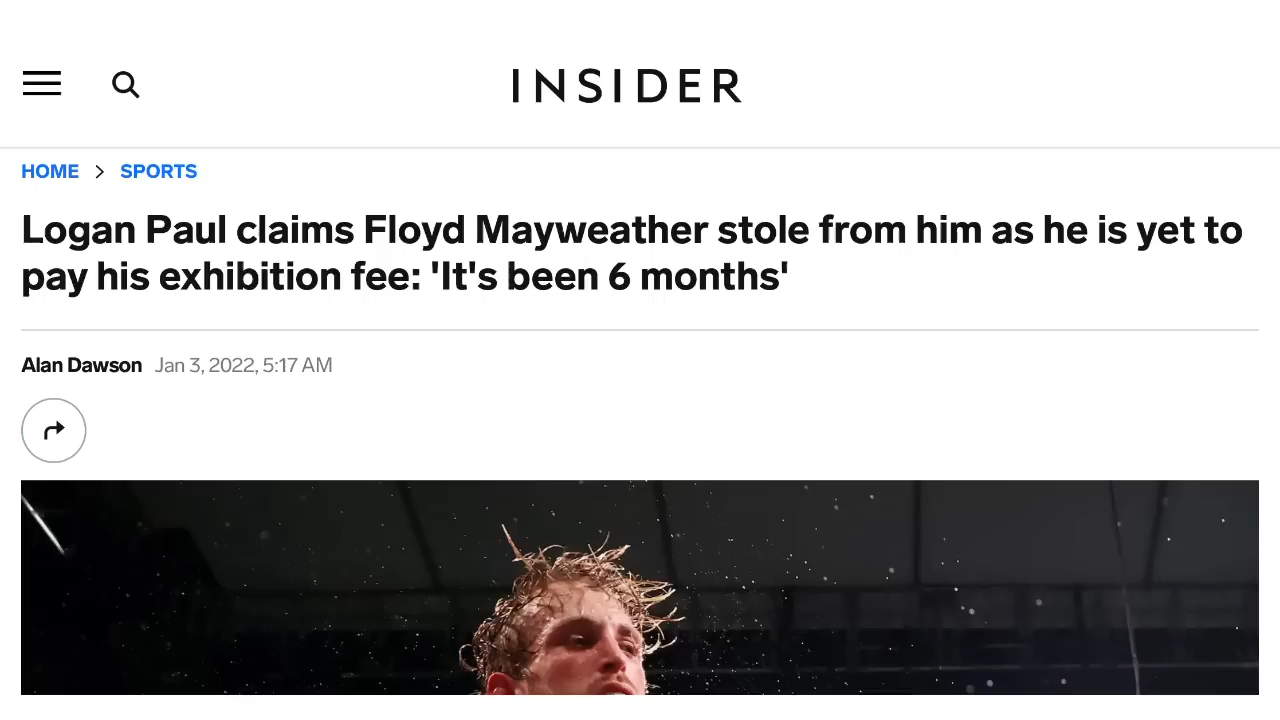 INSIDER
HOME > SPORTS
Logan Paul claims Floyd Mayweather stole from him as he is yet to
pay his exhibition fee: 'It's been 6 months'
Alan Dawson Jan 3, 2022, 5:17 AM